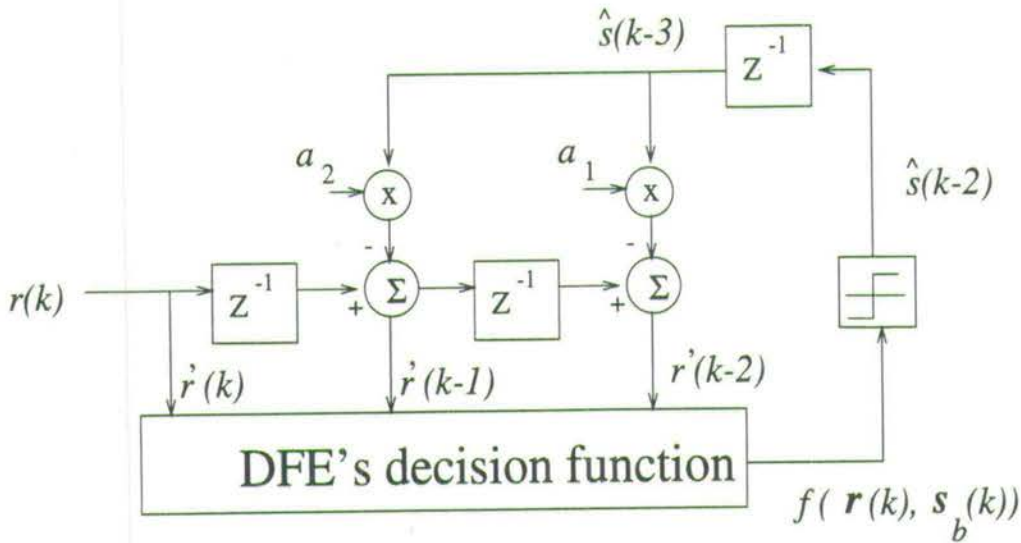 ŝ(k-3)
Z⁻¹
a₂
a₁
x
x
ŝ(k-2)
-
-
r(k)
Z⁻¹
+
Σ
Z⁻¹
+
Σ
r'(k)
r'(k-1)
r'(k-2)
DFE's decision function
f( r(k), s_b(k))